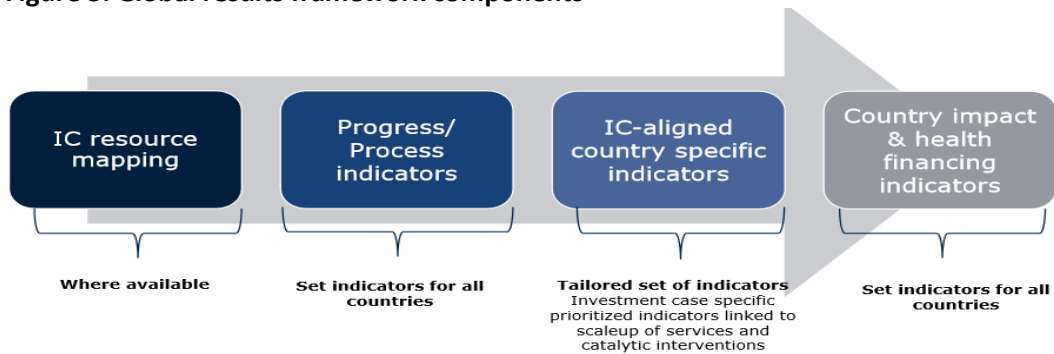 Figure Global results framework components
IC resource
mapping
Progress/
Process
indicators
IC-aligned
country specific
indicators
Country impact
& health
financing
indicators
Where available
Set indicators for all
countries
Tailored set of indicators
Investment case specific
prioritized indicators linked to
scaleup of services and
catalytic interventions
Set indicators for all
countries